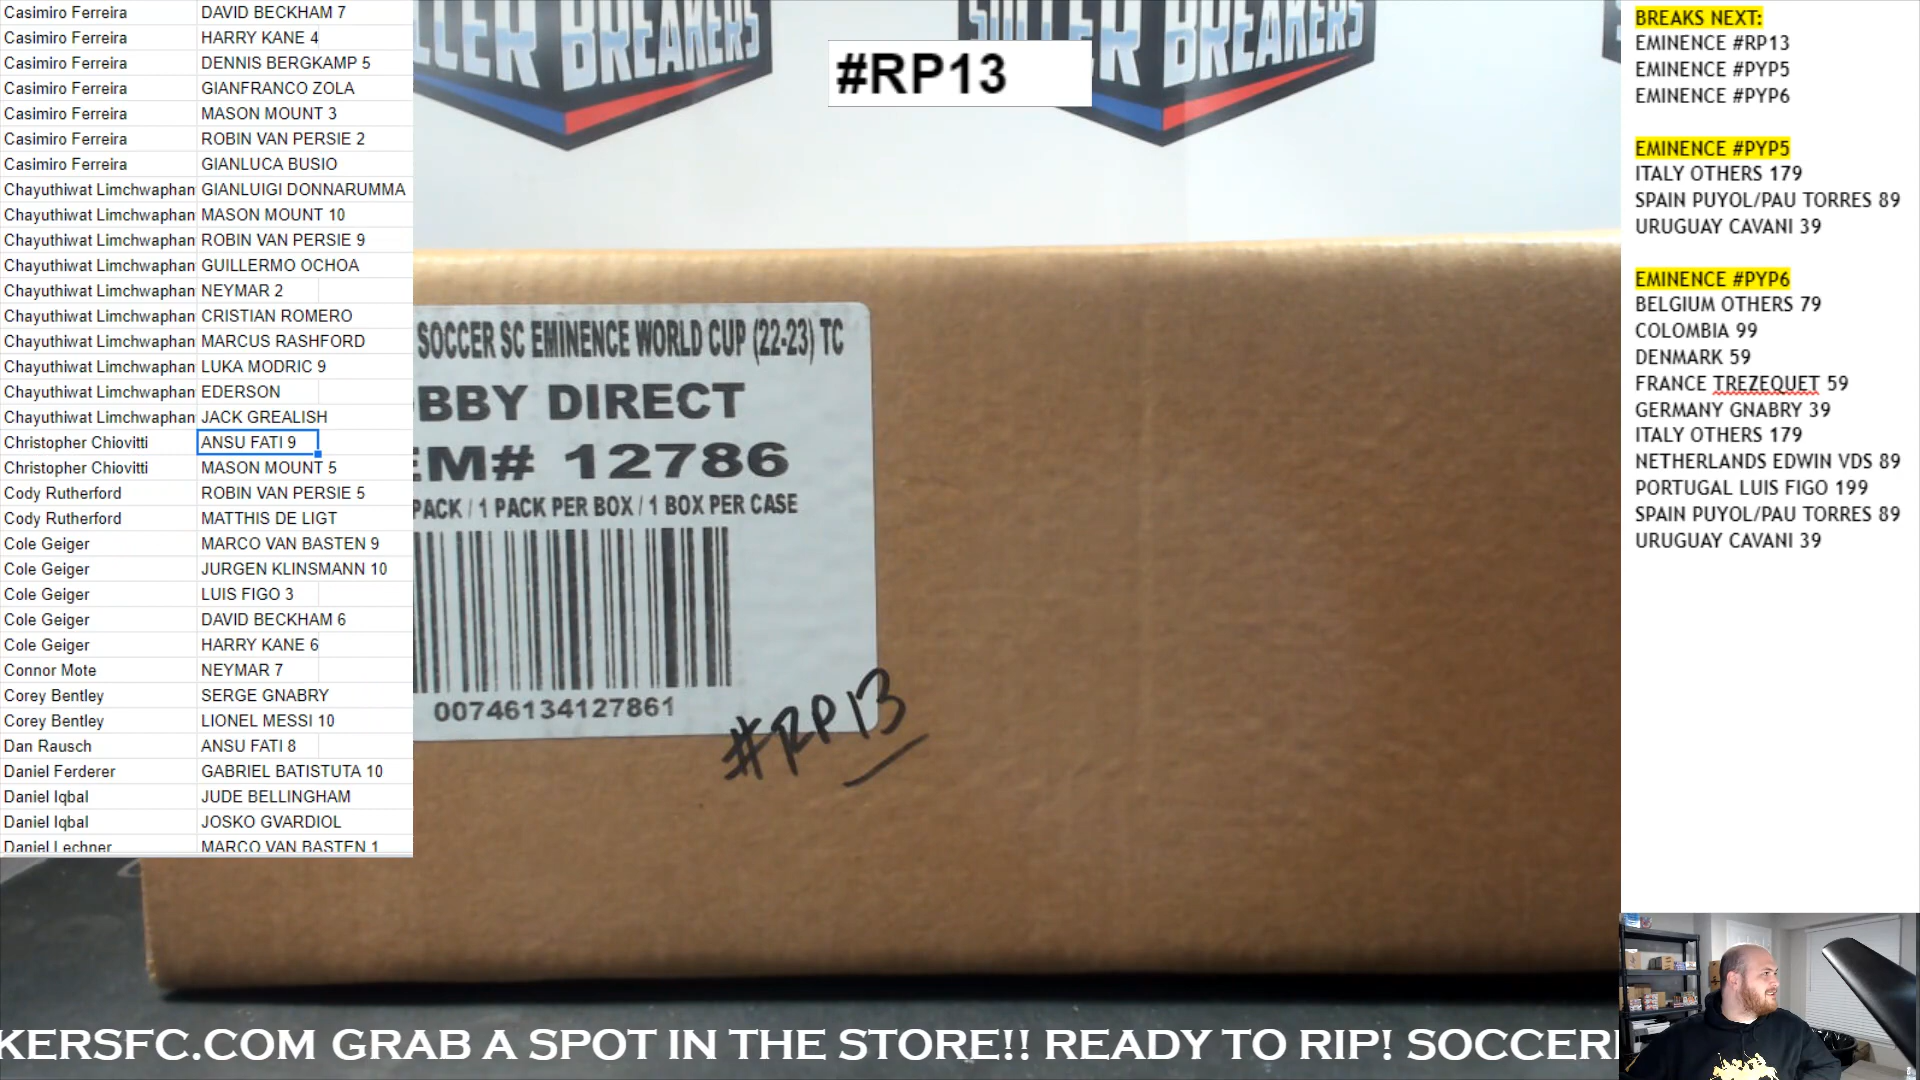 Casimiro Ferreira DAVID BECKHAM 7
Casimiro Ferreira HARRY KANE 4
Casimiro Ferreira DENNIS BERGKAMP 5
Casimiro Ferreira GIANFRANCO ZOLA
Casimiro Ferreira MASON MOUNT 3
Casimiro Ferreira ROBIN VAN PERSIE 2
Casimiro Ferreira GIANLUCA BUSIO
Chayuthiwat Limchwaphan GIANLUIGI DONNARUMMA
Chayuthiwat Limchwaphan MASON MOUNT 10
Chayuthiwat Limchwaphan ROBIN VAN PERSIE 9
Chayuthiwat Limchwaphan GUILLERMO OCHOA
Chayuthiwat Limchwaphan NEYMAR 2
Chayuthiwat Limchwaphan CRISTIAN ROMERO
Chayuthiwat Limchwaphan MARCUS RASHFORD
Chayuthiwat Limchwaphan LUKA MODRIC 9
Chayuthiwat Limchwaphan EDERSON
Chayuthiwat Limchwaphan JACK GREALISH
Christopher Chiovitti ANSU FATI 9
Christopher Chiovitti MASON MOUNT 5
Cody Rutherford ROBIN VAN PERSIE 5
Cody Rutherford MATTHIS DE LIGT
Cole Geiger MARCO VAN BASTEN 9
Cole Geiger JURGEN KLINSMANN 10
Cole Geiger LUIS FIGO 3
Cole Geiger DAVID BECKHAM 6
Cole Geiger HARRY KANE 6
Connor Mote NEYMAR 7
Corey Bentley SERGE GNABRY
Corey Bentley LIONEL MESSI 10
Dan Rausch ANSU FATI 8
Daniel Ferderer GABRIEL BATISTUTA 10
Daniel Iqbal JUDE BELLINGHAM
Daniel Iqbal JOSKO GVARDIOL
Daniel Lechner MARCO VAN BASTEN 1
LLER BREAKERS
SOCCER BREAKERS
#RP13
SOCCER SC EMINENCE WORLD CUP (22-23) TC
BBY DIRECT
EM# 12786
PACK / 1 PACK PER BOX / 1 BOX PER CASE
00746134127861
#RP13
BREAKS NEXT:
EMINENCE #RP13
EMINENCE #PYP5
EMINENCE #PYP6
EMINENCE #PYP5
ITALY OTHERS 179
SPAIN PUYOL/PAU TORRES 89
URUGUAY CAVANI 39
EMINENCE #PYP6
BELGIUM OTHERS 79
COLOMBIA 99
DENMARK 59
FRANCE TREZEQUET 59
GERMANY GNABRY 39
ITALY OTHERS 179
NETHERLANDS EDWIN VDS 89
PORTUGAL LUIS FIGO 199
SPAIN PUYOL/PAU TORRES 89
URUGUAY CAVANI 39
KERSFC.COM GRAB A SPOT IN THE STORE!! READY TO RIP! SOCCER